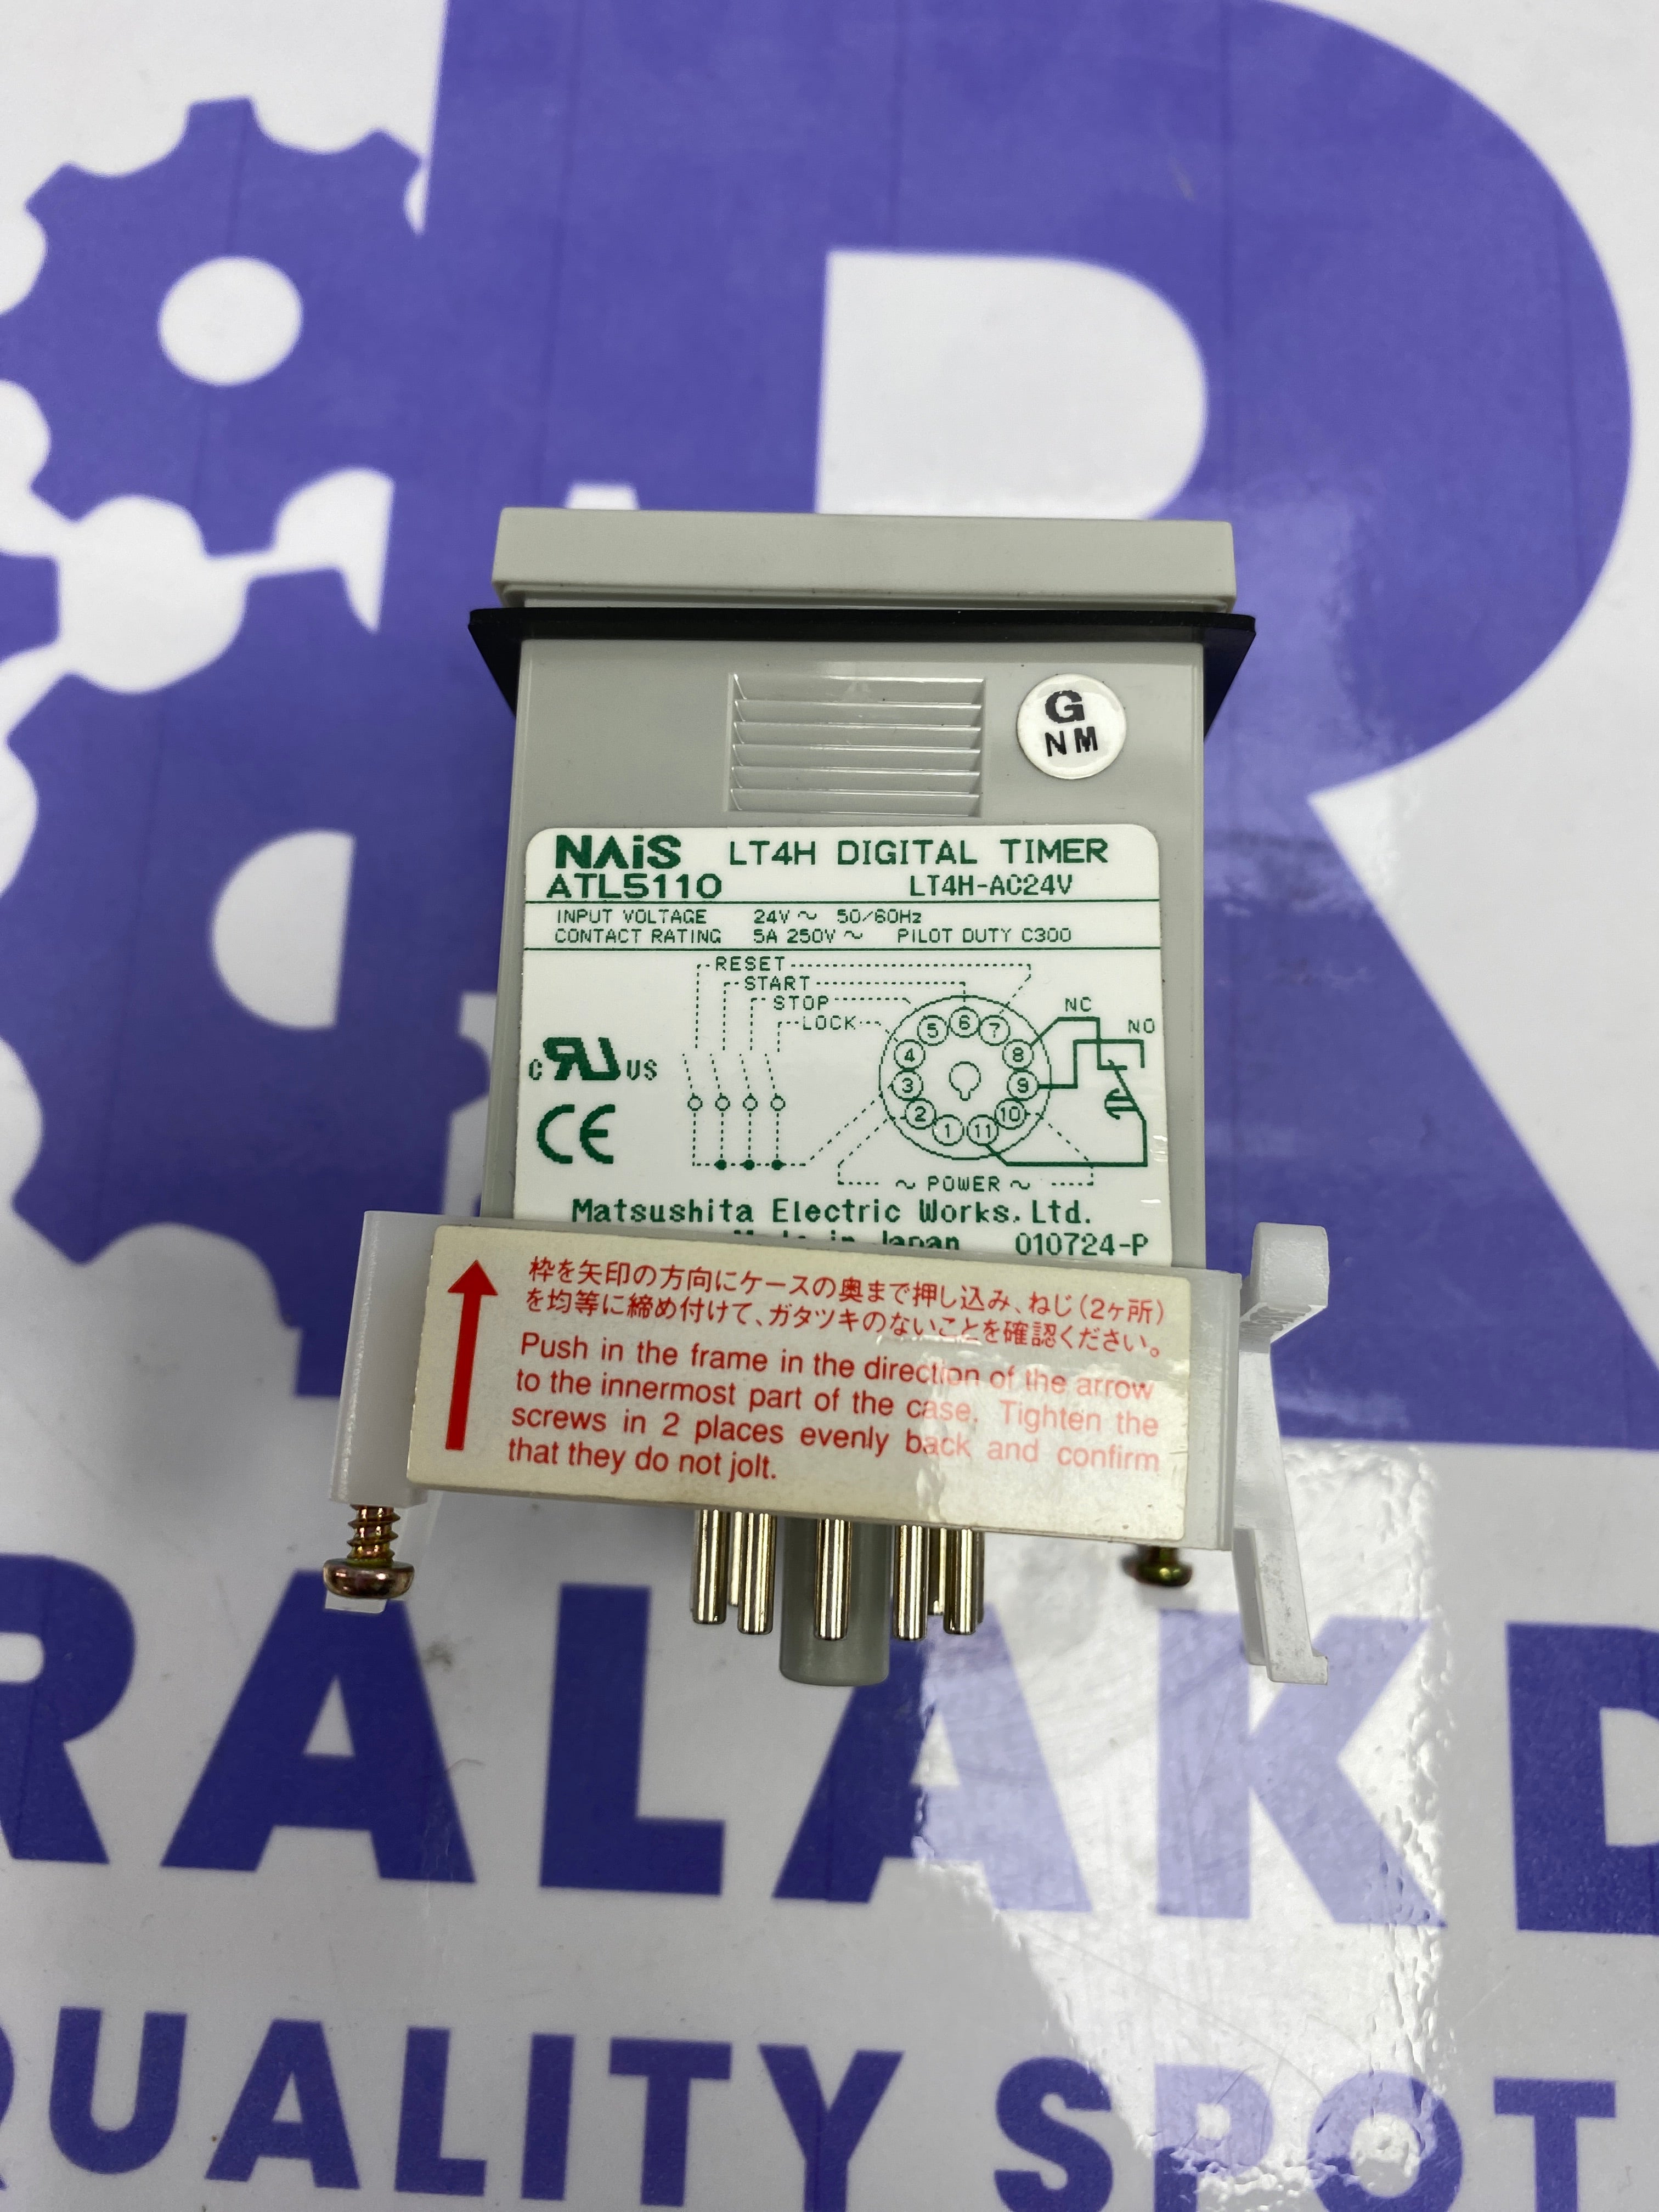 G
NM
NAiS LT4H DIGITAL TIMER
ATL5110 LT4H-AC24V
INPUT VOLTAGE 24V ~ 50/60Hz
CONTACT RATING 5A 250V ~ PILOT DUTY C300
RESET
START
STOP
LOCK
NC
NO
5 6 7
4 8
3 9
2 10
1 11
C RU US
CE
~ POWER ~
Matsushita Electric Works, Ltd.
Made in Japan 010724-P
枠を矢印の方向にケースの奥まで押し込み、ねじ(2ヶ所)
を均等に締め付けて、ガタツキのないことを確認ください。
Push in the frame in the direction of the arrow
to the innermost part of the case. Tighten the
screws in 2 places evenly back and confirm
that they do not jolt.
R
RALAKD
QUALITY SPOT